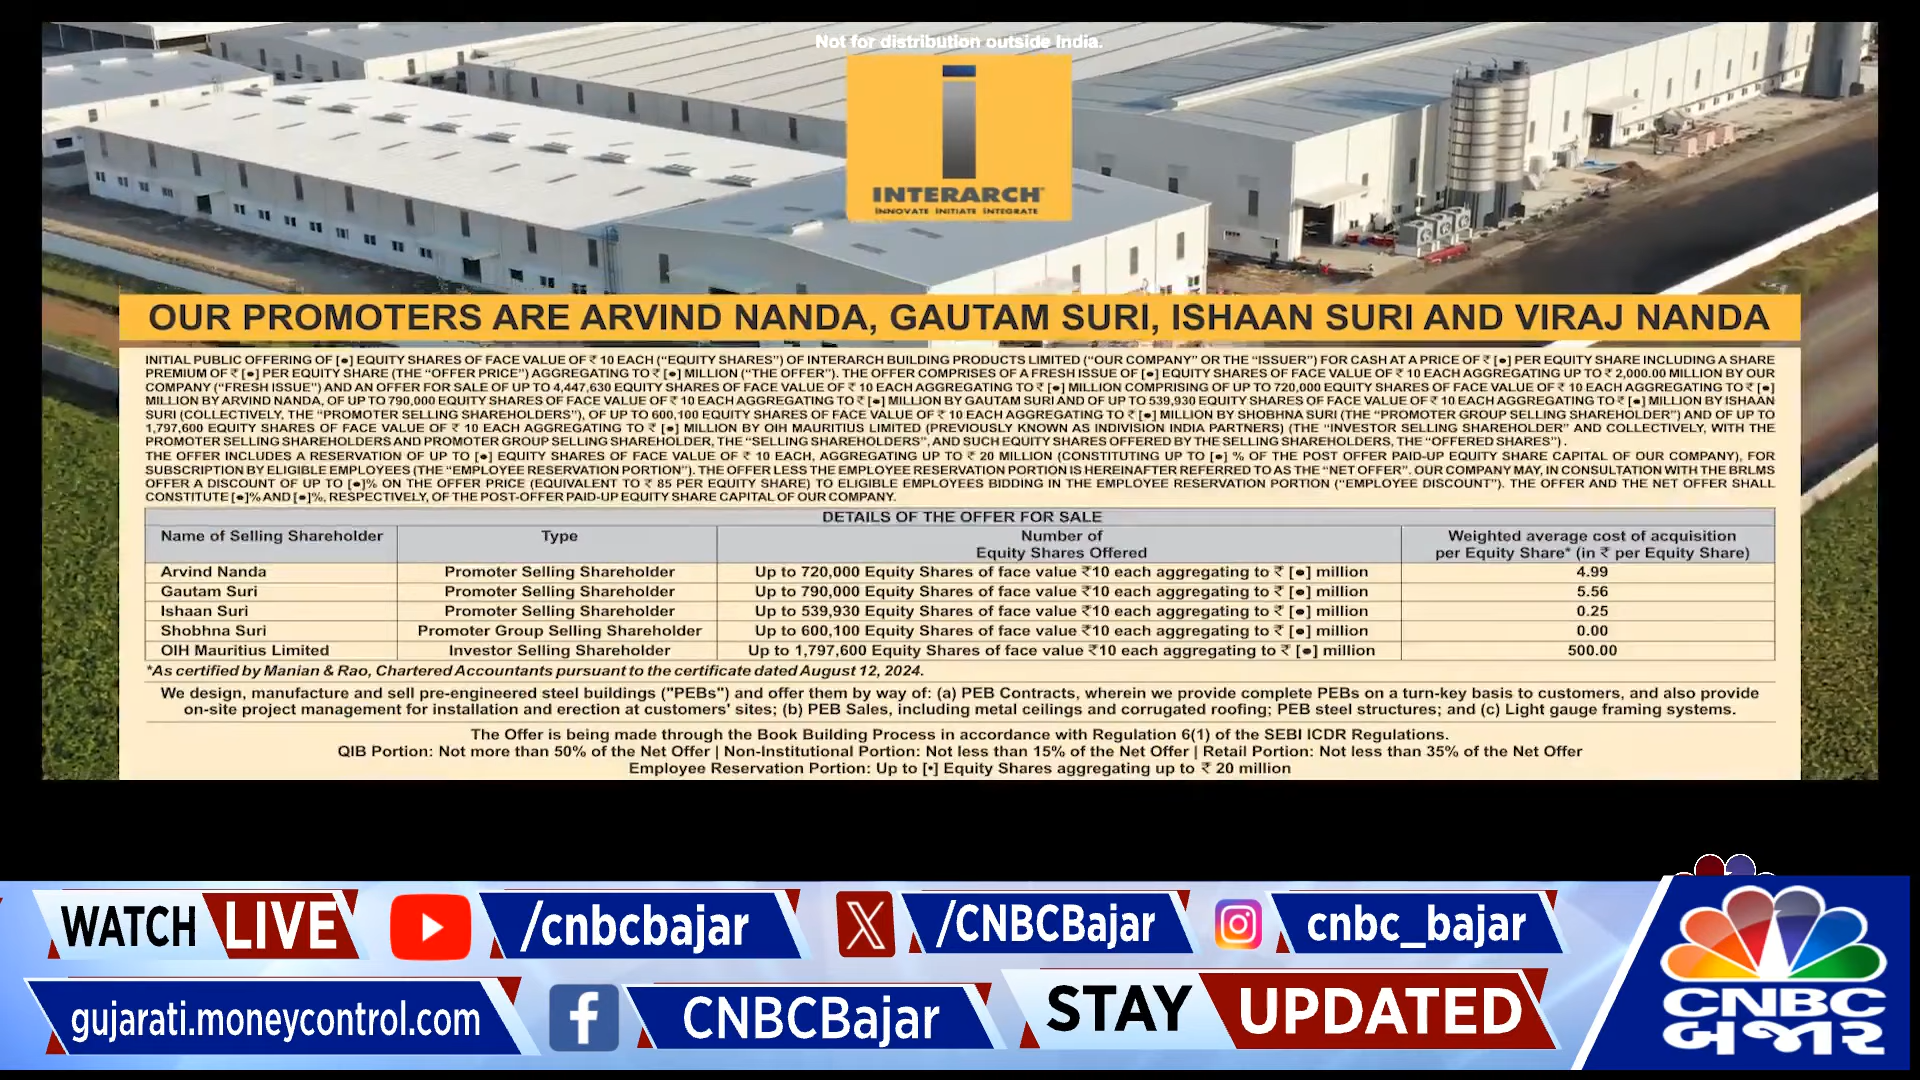 Not for distribution outside India.
i
INTERARCH
INNOVATE INITIATE INTEGRATE
OUR PROMOTERS ARE ARVIND NANDA, GAUTAM SURI, ISHAAN SURI AND VIRAJ NANDA
INITIAL PUBLIC OFFERING OF [●] EQUITY SHARES OF FACE VALUE OF ₹ 10 EACH (“EQUITY SHARES”) OF INTERARCH BUILDING PRODUCTS LIMITED (“OUR COMPANY” OR THE “ISSUER”) FOR CASH AT A PRICE OF ₹ [●] PER EQUITY SHARE INCLUDING A SHARE
PREMIUM OF ₹ [●] PER EQUITY SHARE (THE “OFFER PRICE”) AGGREGATING TO ₹ [●] MILLION (“THE OFFER”). THE OFFER COMPRISES OF A FRESH ISSUE OF [●] EQUITY SHARES OF FACE VALUE OF ₹ 10 EACH AGGREGATING UP TO ₹ 2,000.00 MILLION BY OUR
COMPANY (“FRESH ISSUE”) AND AN OFFER FOR SALE OF UP TO 4,447,630 EQUITY SHARES OF FACE VALUE OF ₹ 10 EACH AGGREGATING TO ₹ [●] MILLION COMPRISING OF UP TO 720,000 EQUITY SHARES OF FACE VALUE OF ₹ 10 EACH AGGREGATING TO ₹ [●]
MILLION BY ARVIND NANDA, OF UP TO 790,000 EQUITY SHARES OF FACE VALUE OF ₹ 10 EACH AGGREGATING TO ₹ [●] MILLION BY GAUTAM SURI AND OF UP TO 539,930 EQUITY SHARES OF FACE VALUE OF ₹ 10 EACH AGGREGATING TO ₹ [●] MILLION BY ISHAAN
SURI (COLLECTIVELY, THE “PROMOTER SELLING SHAREHOLDERS”), OF UP TO 600,100 EQUITY SHARES OF FACE VALUE OF ₹ 10 EACH AGGREGATING TO ₹ [●] MILLION BY SHOBHNA SURI (THE “PROMOTER GROUP SELLING SHAREHOLDER”) AND OF UP TO
1,797,600 EQUITY SHARES OF FACE VALUE OF ₹ 10 EACH AGGREGATING TO ₹ [●] MILLION BY OIH MAURITIUS LIMITED (PREVIOUSLY KNOWN AS INDIVISION INDIA PARTNERS) (THE “INVESTOR SELLING SHAREHOLDER” AND COLLECTIVELY, WITH THE
PROMOTER SELLING SHAREHOLDERS AND PROMOTER GROUP SELLING SHAREHOLDER, THE “SELLING SHAREHOLDERS”, AND SUCH EQUITY SHARES OFFERED BY THE SELLING SHAREHOLDERS, THE “OFFERED SHARES”).
THE OFFER INCLUDES A RESERVATION OF UP TO [●] EQUITY SHARES OF FACE VALUE OF ₹ 10 EACH, AGGREGATING UP TO ₹ 20 MILLION (CONSTITUTING UP TO [●] % OF THE POST OFFER PAID-UP EQUITY SHARE CAPITAL OF OUR COMPANY), FOR
SUBSCRIPTION BY ELIGIBLE EMPLOYEES (THE “EMPLOYEE RESERVATION PORTION”). THE OFFER LESS THE EMPLOYEE RESERVATION PORTION IS HEREINAFTER REFERRED TO AS THE “NET OFFER”. OUR COMPANY MAY, IN CONSULTATION WITH THE BRLMS
OFFER A DISCOUNT OF UP TO [●]% ON THE OFFER PRICE (EQUIVALENT TO ₹ 85 PER EQUITY SHARE) TO ELIGIBLE EMPLOYEES BIDDING IN THE EMPLOYEE RESERVATION PORTION (“EMPLOYEE DISCOUNT”). THE OFFER AND THE NET OFFER SHALL
CONSTITUTE [●]% AND [●]%, RESPECTIVELY, OF THE POST-OFFER PAID-UP EQUITY SHARE CAPITAL OF OUR COMPANY.
DETAILS OF THE OFFER FOR SALE
Name of Selling Shareholder Type Number of Equity Shares Offered Weighted average cost of acquisition per Equity Share* (in ₹ per Equity Share)
Arvind Nanda Promoter Selling Shareholder Up to 720,000 Equity Shares of face value ₹10 each aggregating to ₹ [●] million 4.99
Gautam Suri Promoter Selling Shareholder Up to 790,000 Equity Shares of face value ₹10 each aggregating to ₹ [●] million 5.56
Ishaan Suri Promoter Selling Shareholder Up to 539,930 Equity Shares of face value ₹10 each aggregating to ₹ [●] million 0.25
Shobhna Suri Promoter Group Selling Shareholder Up to 600,100 Equity Shares of face value ₹10 each aggregating to ₹ [●] million 0.00
OIH Mauritius Limited Investor Selling Shareholder Up to 1,797,600 Equity Shares of face value ₹10 each aggregating to ₹ [●] million 500.00
*As certified by Manian & Rao, Chartered Accountants pursuant to the certificate dated August 12, 2024.
We design, manufacture and sell pre-engineered steel buildings ("PEBs") and offer them by way of: (a) PEB Contracts, wherein we provide complete PEBs on a turn-key basis to customers, and also provide
on-site project management for installation and erection at customers' sites; (b) PEB Sales, including metal ceilings and corrugated roofing; PEB steel structures; and (c) Light gauge framing systems.
The Offer is being made through the Book Building Process in accordance with Regulation 6(1) of the SEBI ICDR Regulations.
QIB Portion: Not more than 50% of the Net Offer | Non-Institutional Portion: Not less than 15% of the Net Offer | Retail Portion: Not less than 35% of the Net Offer
Employee Reservation Portion: Up to [•] Equity Shares aggregating up to ₹ 20 million
WATCH LIVE /cnbcbajar /CNBCBajar cnbc_bajar
gujarati.moneycontrol.com CNBCBajar STAY UPDATED
CNBC
બજાર